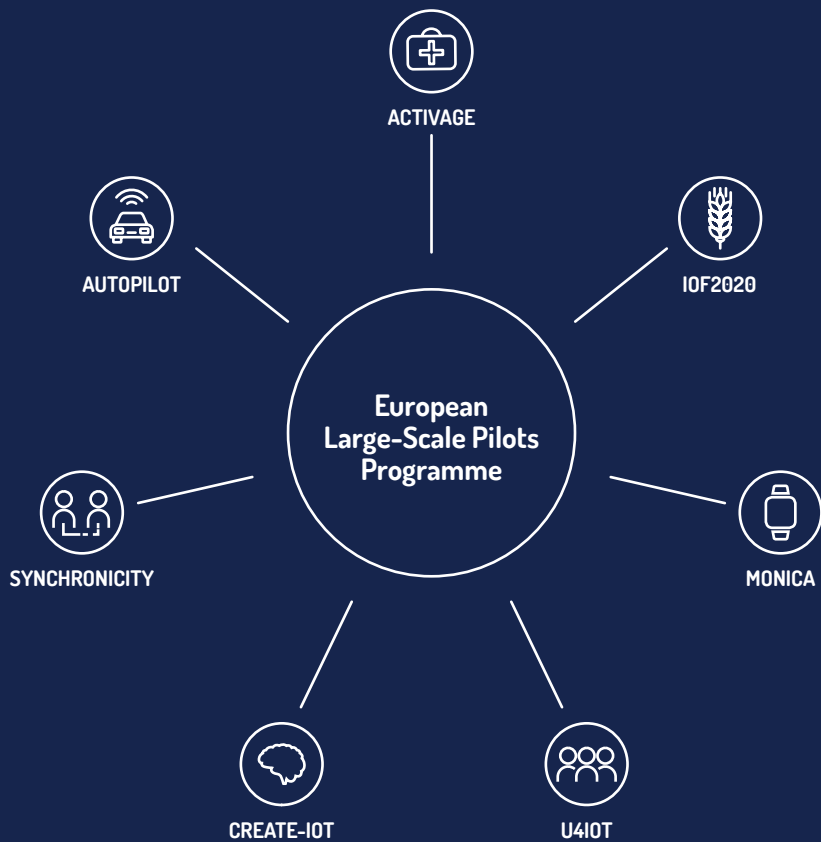 ACTIVAGE
AUTOPILOT
IOF2020
European
Large-Scale Pilots
Programme
SYNCHRONICITY
MONICA
CREATE-IOT
U4IOT